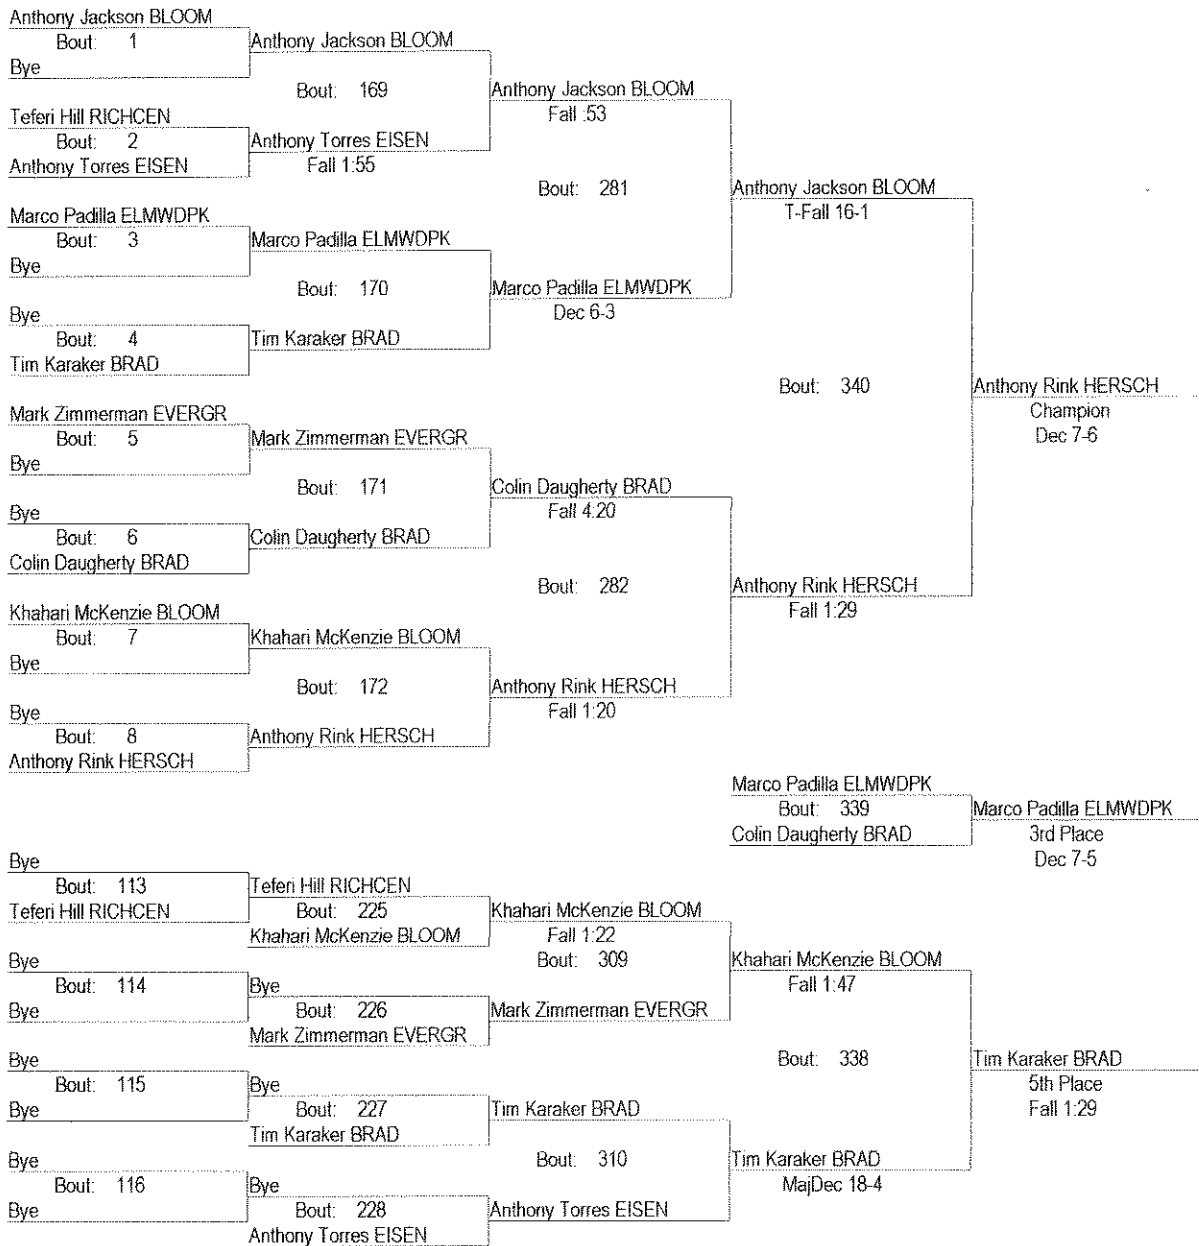 Anthony Jackson BLOOM
Bout: 1
Bye
Anthony Jackson BLOOM
Bout: 169
Teferi Hill RICHCEN
Bout: 2
Anthony Torres EISEN
Anthony Torres EISEN
Fall 1:55
Anthony Jackson BLOOM
Fall :53
Bout: 281
Marco Padilla ELMWDPK
Bout: 3
Bye
Marco Padilla ELMWDPK
Bout: 170
Bye
Bout: 4
Tim Karaker BRAD
Tim Karaker BRAD
Marco Padilla ELMWDPK
Dec 6-3
Anthony Jackson BLOOM
T-Fall 16-1
Bout: 340
Mark Zimmerman EVERGR
Bout: 5
Bye
Mark Zimmerman EVERGR
Bout: 171
Bye
Bout: 6
Colin Daugherty BRAD
Colin Daugherty BRAD
Colin Daugherty BRAD
Fall 4:20
Bout: 282
Khahari McKenzie BLOOM
Bout: 7
Bye
Khahari McKenzie BLOOM
Bout: 172
Bye
Bout: 8
Anthony Rink HERSCH
Anthony Rink HERSCH
Anthony Rink HERSCH
Fall 1:20
Anthony Rink HERSCH
Fall 1:29
Anthony Rink HERSCH
Champion
Dec 7-6
Marco Padilla ELMWDPK
Bout: 339
Colin Daugherty BRAD
Marco Padilla ELMWDPK
3rd Place
Dec 7-5
Bye
Bout: 113
Teferi Hill RICHCEN
Teferi Hill RICHCEN
Bout: 225
Khahari McKenzie BLOOM
Khahari McKenzie BLOOM
Fall 1:22
Bout: 309
Bye
Bout: 114
Bye
Bye
Bout: 226
Mark Zimmerman EVERGR
Mark Zimmerman EVERGR
Khahari McKenzie BLOOM
Fall 1:47
Bout: 338
Bye
Bout: 115
Bye
Bye
Bout: 227
Tim Karaker BRAD
Tim Karaker BRAD
Bout: 310
Bye
Bout: 116
Bye
Bye
Bout: 228
Anthony Torres EISEN
Anthony Torres EISEN
Tim Karaker BRAD
MajDec 18-4
Tim Karaker BRAD
5th Place
Fall 1:29